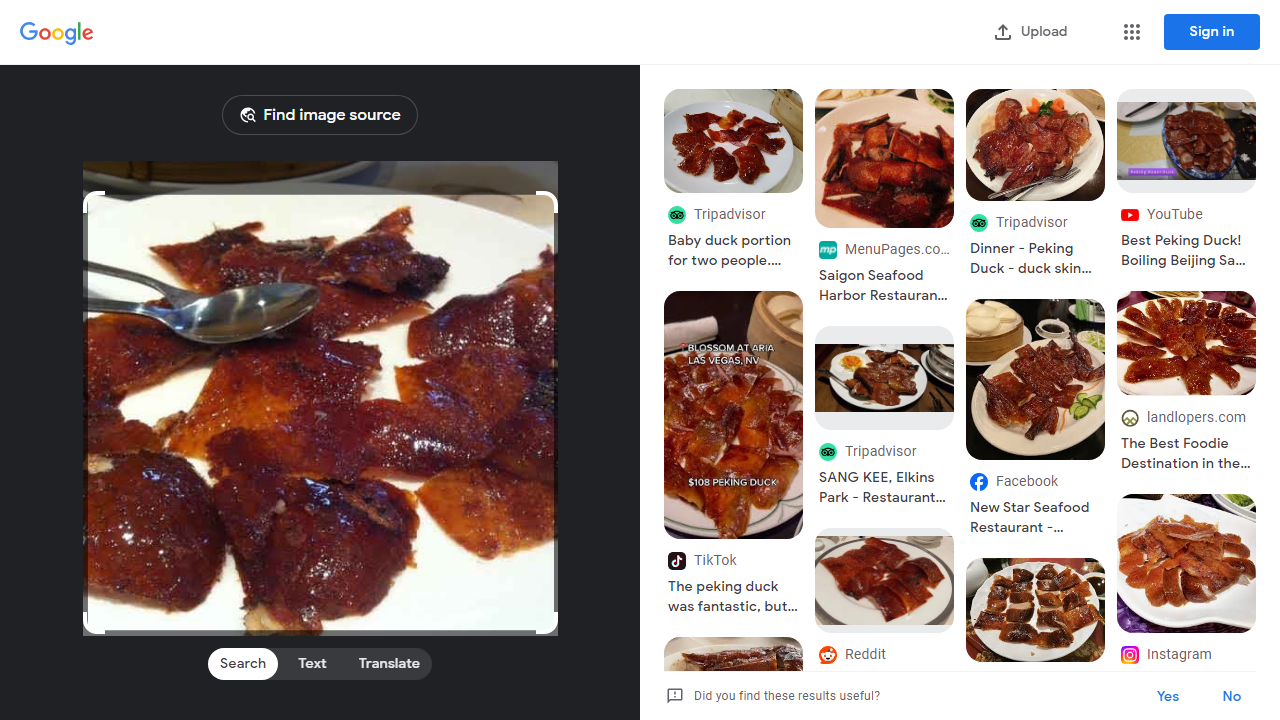 Google
Upload
Sign in
Find image source
Search
Text
Translate
Tripadvisor
Baby duck portion
for two people....
BLOSSOM AT ARIA
LAS VEGAS, NV
$108 PEKING DUCK
TikTok
The peking duck
was fantastic, but...
mp
MenuPages.co...
Saigon Seafood
Harbor Restauran...
Tripadvisor
SANG KEE, Elkins
Park - Restaurant...
Reddit
Tripadvisor
Dinner - Peking
Duck - duck skin...
Facebook
New Star Seafood
Restaurant -...
YouTube
Best Peking Duck!
Boiling Beijing Sa...
landlopers.com
The Best Foodie
Destination in the...
Instagram
Did you find these results useful?
Yes
No